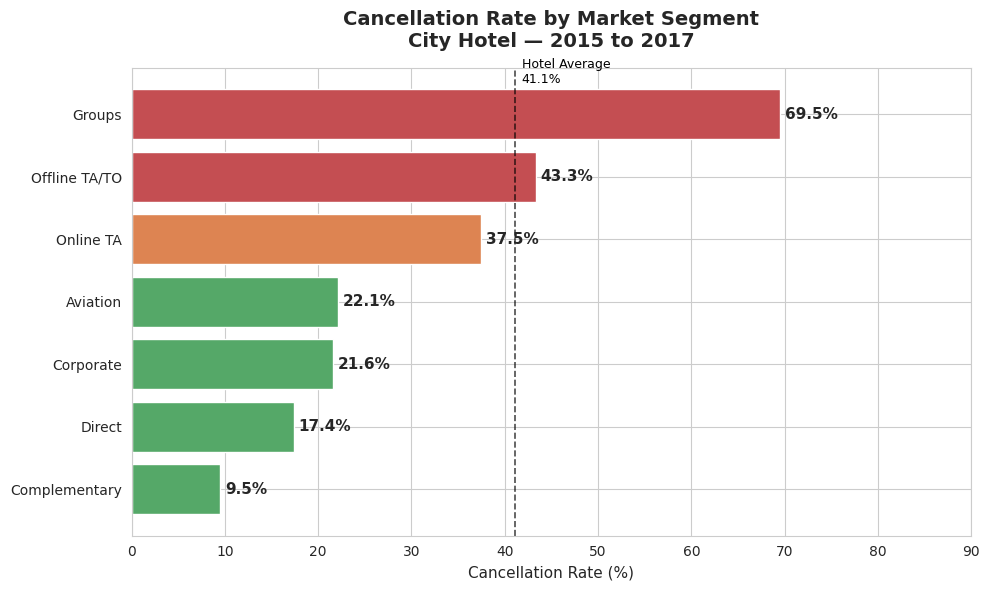 Cancellation Rate by Market Segment
City Hotel — 2015 to 2017
Hotel Average
41.1%
Groups
69.5%
Offline TA/TO
43.3%
Online TA
37.5%
Aviation
22.1%
Corporate
21.6%
Direct
17.4%
Complementary
9.5%
0 10 20 30 40 50 60 70 80 90
Cancellation Rate (%)